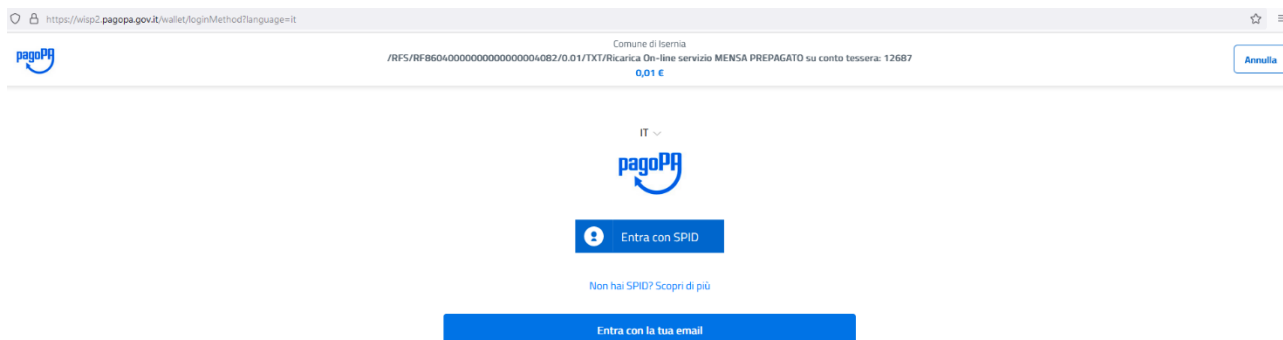 https://wisp2.pagopa.gov.it/wallet/loginMethod?language=it
pagoPA
Comune di Isernia
/RFS/RF86040000000000000004082/0.01/TXT/Ricarica On-line servizio MENSA PREPAGATO su conto tessera: 12687
0,01 €
Annulla
IT
pagoPA
Entra con SPID
Non hai SPID? Scopri di più
Entra con la tua email